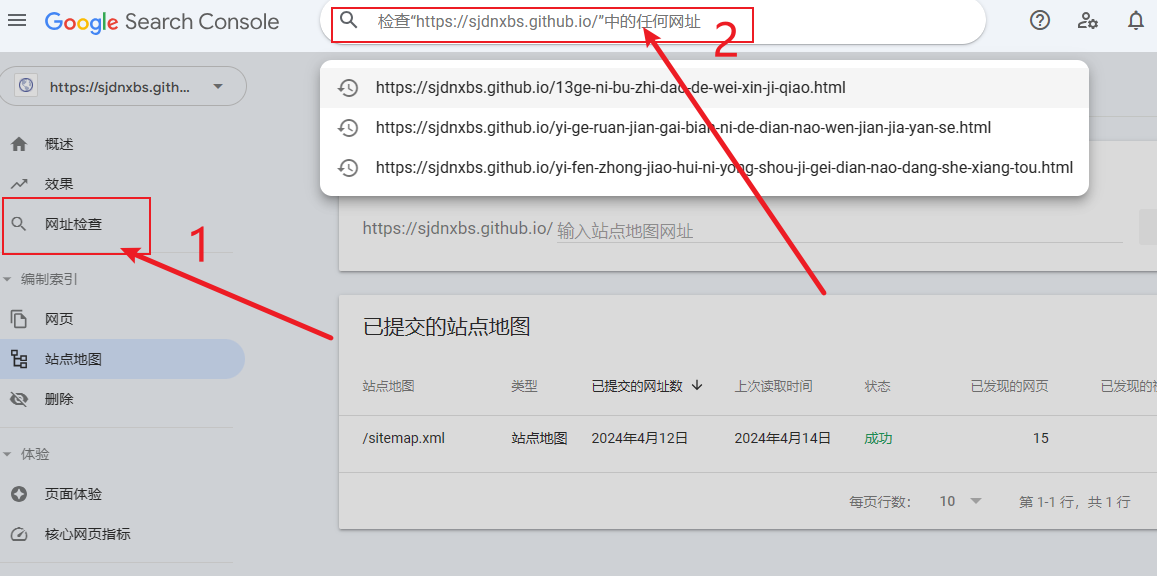 Google Search Console
检查“https://sjdnxbs.github.io/”中的任何网址
2
https://sjdnxbs.gith...
https://sjdnxbs.github.io/13ge-ni-bu-zhi-dao-de-wei-xin-ji-qiao.html
https://sjdnxbs.github.io/yi-ge-ruan-jian-gai-bian-ni-de-dian-nao-wen-jian-jia-yan-se.html
https://sjdnxbs.github.io/yi-fen-zhong-jiao-hui-ni-yong-shou-ji-gei-dian-nao-dang-she-xiang-tou.html
概述
效果
网址检查
1
https://sjdnxbs.github.io/ 输入站点地图网址
编制索引
网页
站点地图
删除
体验
页面体验
核心网页指标
已提交的站点地图
站点地图 类型 已提交的网址数 上次读取时间 状态 已发现的网页 已发现的
/sitemap.xml 站点地图 2024年4月12日 2024年4月14日 成功 15
每页行数： 10 第 1-1 行，共 1 行